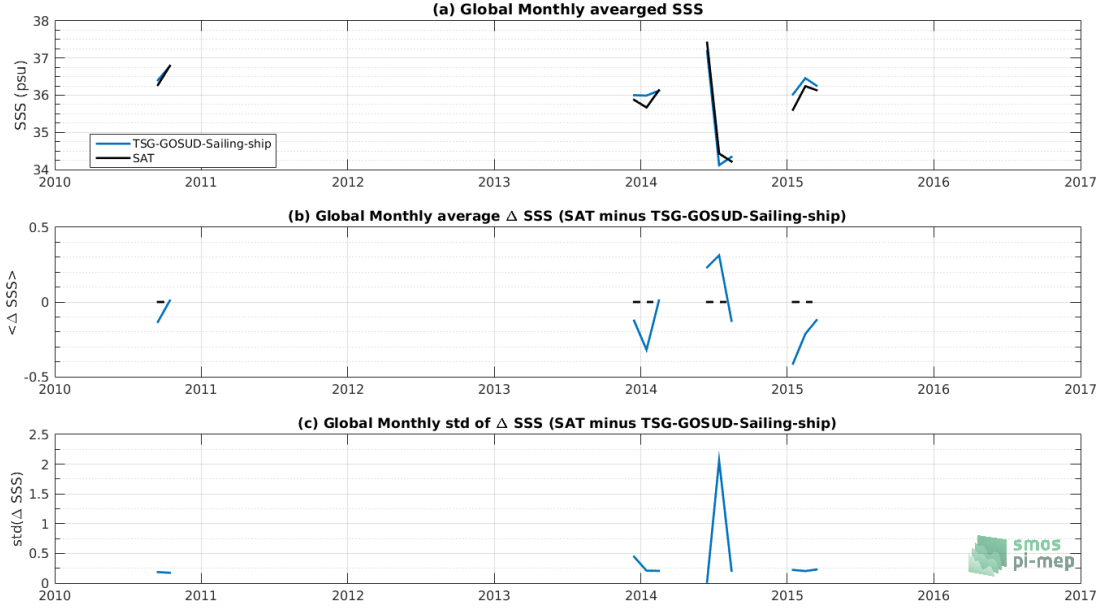 (a) Global Monthly avearged SSS
SSS (psu)
38
37
36
35
34
TSG-GOSUD-Sailing-ship
SAT
2010 2011 2012 2013 2014 2015 2016 2017
(b) Global Monthly average Δ SSS (SAT minus TSG-GOSUD-Sailing-ship)
<Δ SSS>
0.5
0
-0.5
2010 2011 2012 2013 2014 2015 2016 2017
(c) Global Monthly std of Δ SSS (SAT minus TSG-GOSUD-Sailing-ship)
std(Δ SSS)
2.5
2
1.5
1
0.5
0
smos
pi-mep
2010 2011 2012 2013 2014 2015 2016 2017